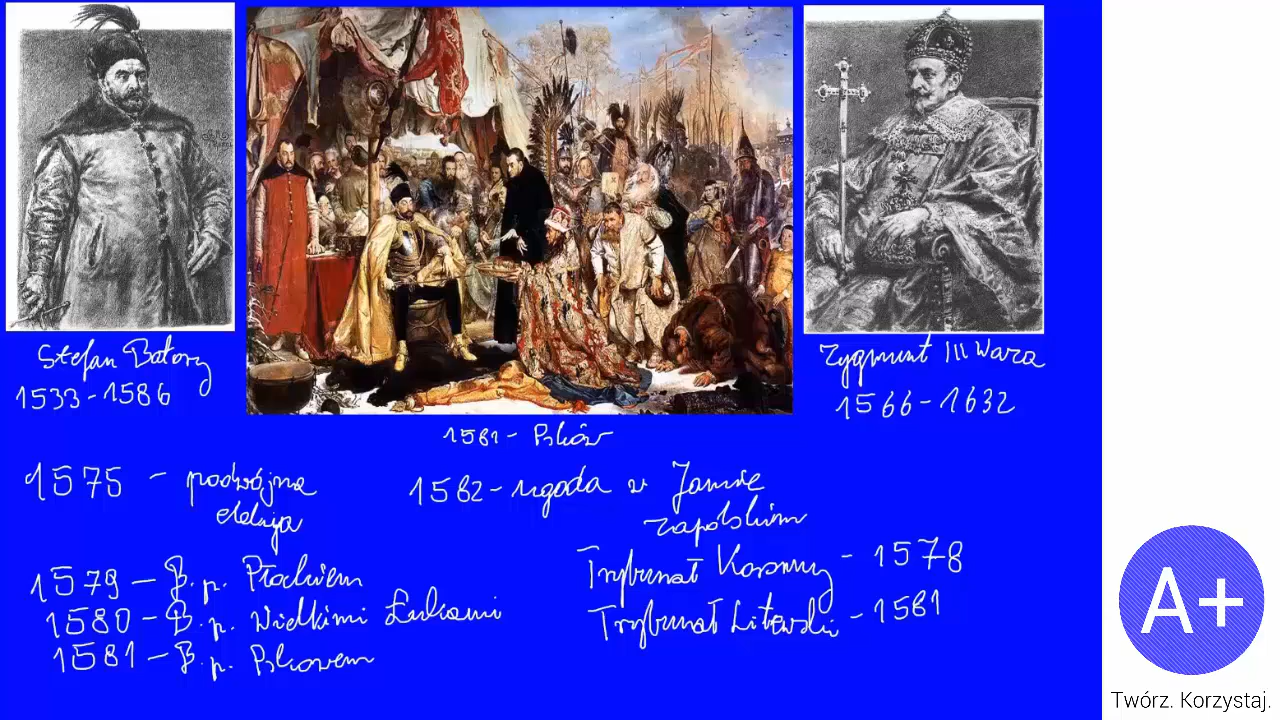 Stefan Batory
1533-1586
Zygmunt III Waza
1566-1632
1581- Psków
1575 - podwójna
elekcja
1582-ugoda w Jamie
Zapolskim
1579 - B. p. Połockiem
1580 - B. p. Wielkimi Łukami
1581 - B. p. Pskowem
Trybunał Koronny - 1578
Trybunał Litewski - 1581
A+
Twórz. Korzystaj.